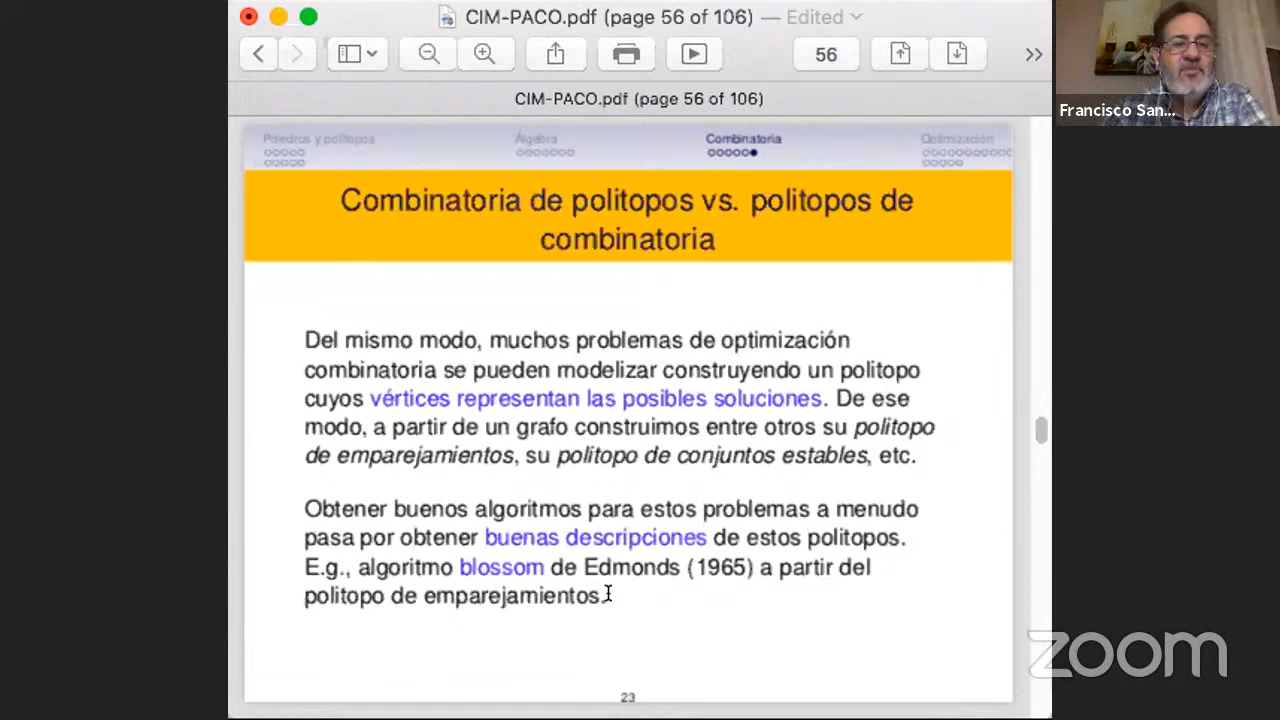 CIM-PACO.pdf (page 56 of 106) — Edited
56
CIM-PACO.pdf (page 56 of 106)
Poliedros y politopos Álgebra Combinatoria Optimización
Combinatoria de politopos vs. politopos de
combinatoria
Del mismo modo, muchos problemas de optimización
combinatoria se pueden modelizar construyendo un politopo
cuyos vértices representan las posibles soluciones. De ese
modo, a partir de un grafo construimos entre otros su politopo
de emparejamientos, su politopo de conjuntos estables, etc.
Obtener buenos algoritmos para estos problemas a menudo
pasa por obtener buenas descripciones de estos politopos.
E.g., algoritmo blossom de Edmonds (1965) a partir del
politopo de emparejamientos.
23
Francisco San...
zoom